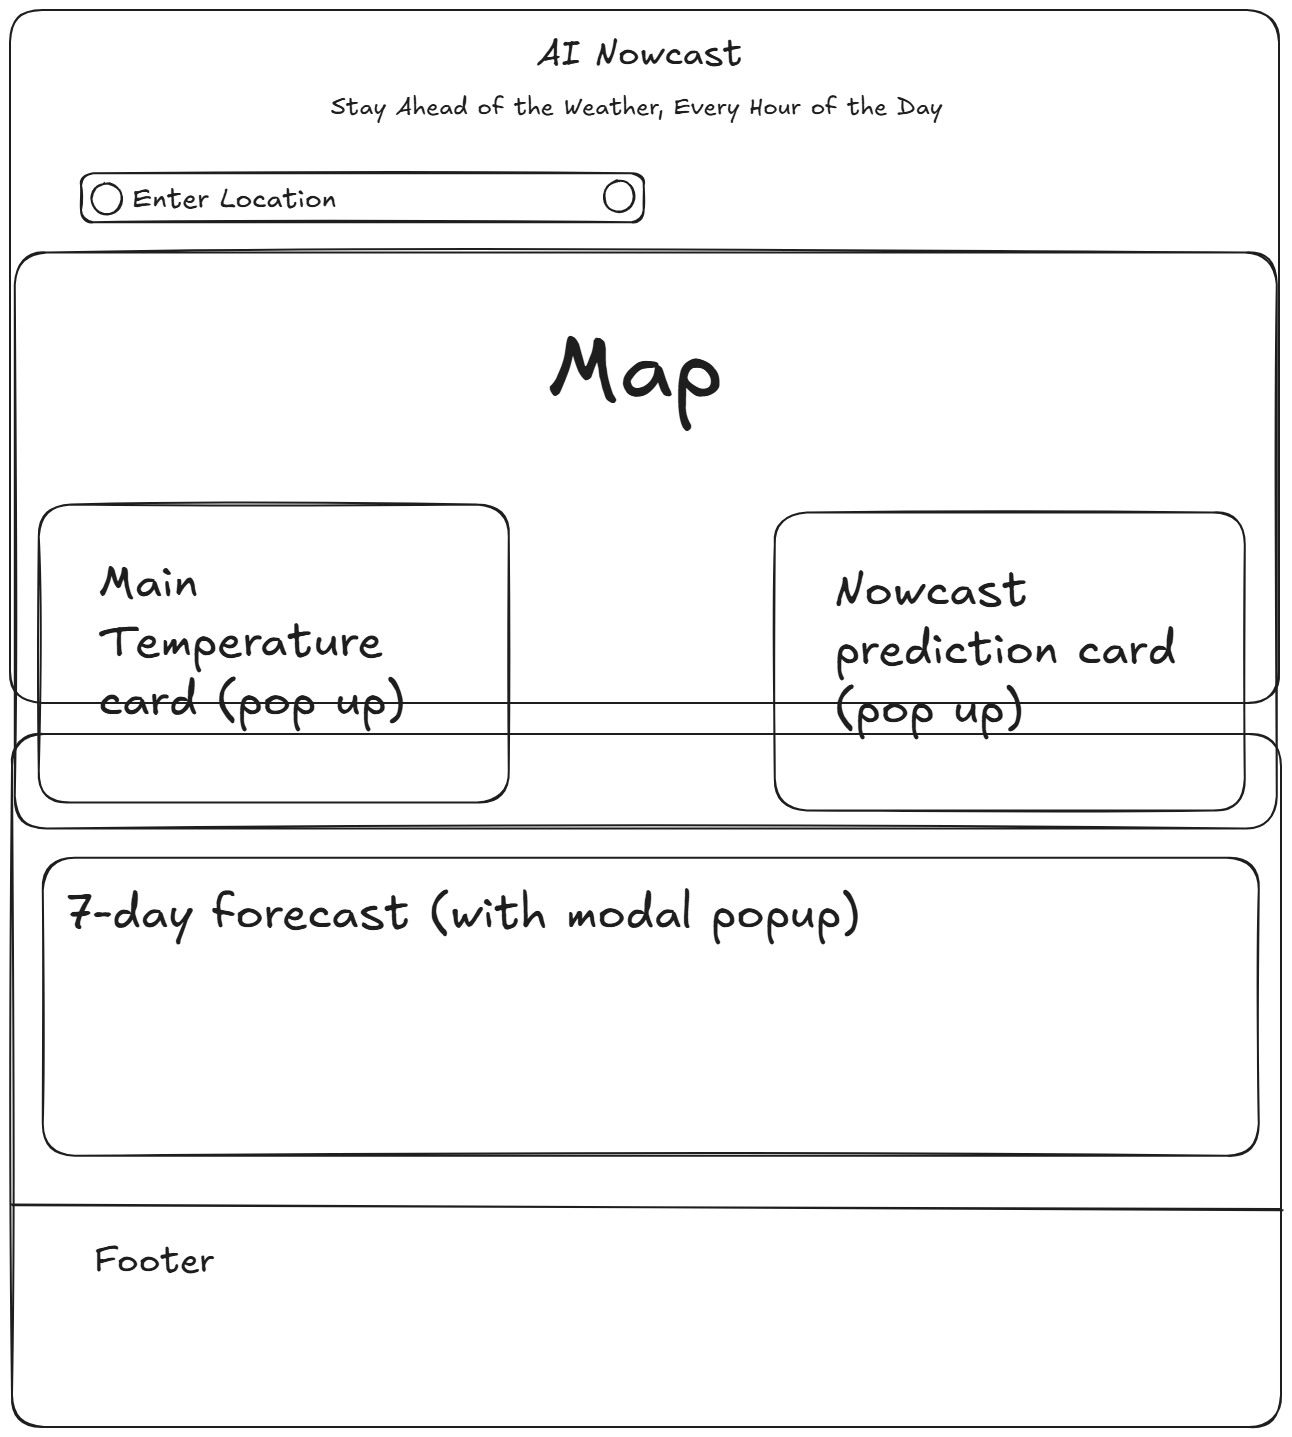 AI Nowcast
Stay Ahead of the Weather, Every Hour of the Day
Enter Location
Map
Main
Temperature
card (pop up)
Nowcast
prediction card
(pop up)
7-day forecast (with modal popup)
Footer